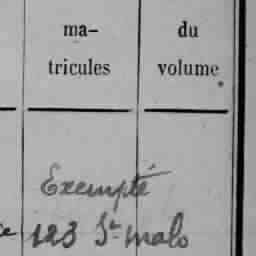 ma- du
tricules volume
Exempté
123 St-malo